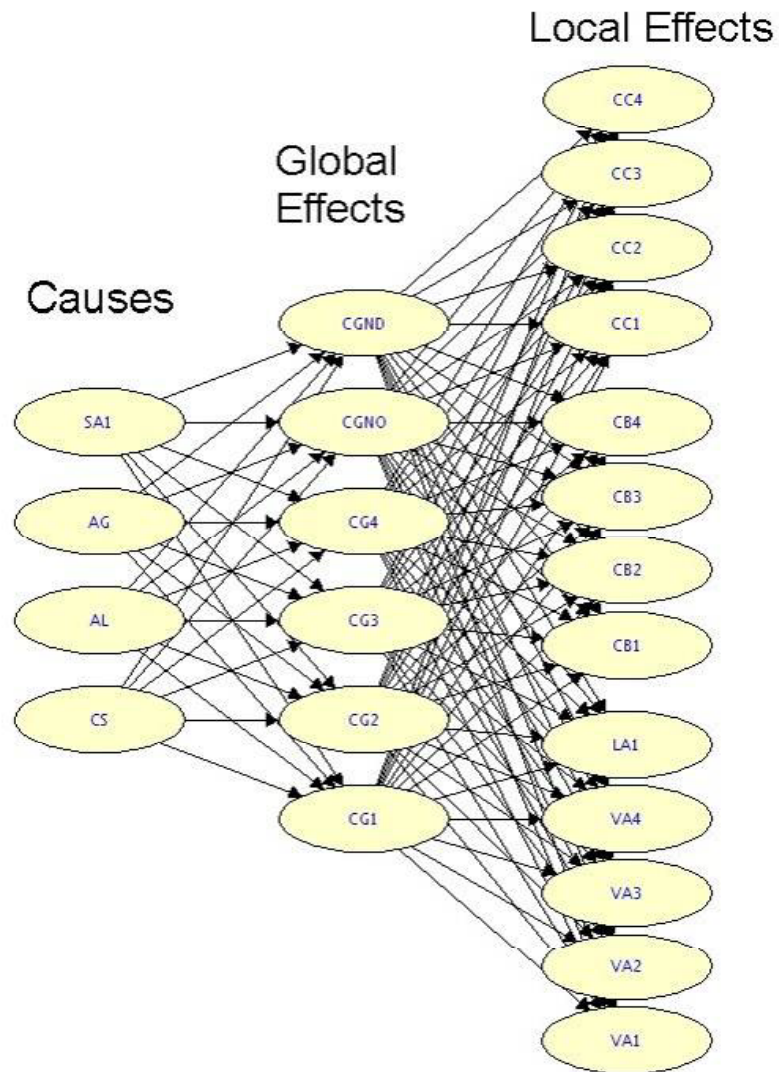 Local Effects
CC4
Global
Effects
CC3
CC2
Causes
CGND
CC1
SA1
CGNO
CB4
AG
CG4
CB3
CB2
AL
CG3
CB1
CS
CG2
LA1
CG1
VA4
VA3
VA2
VA1